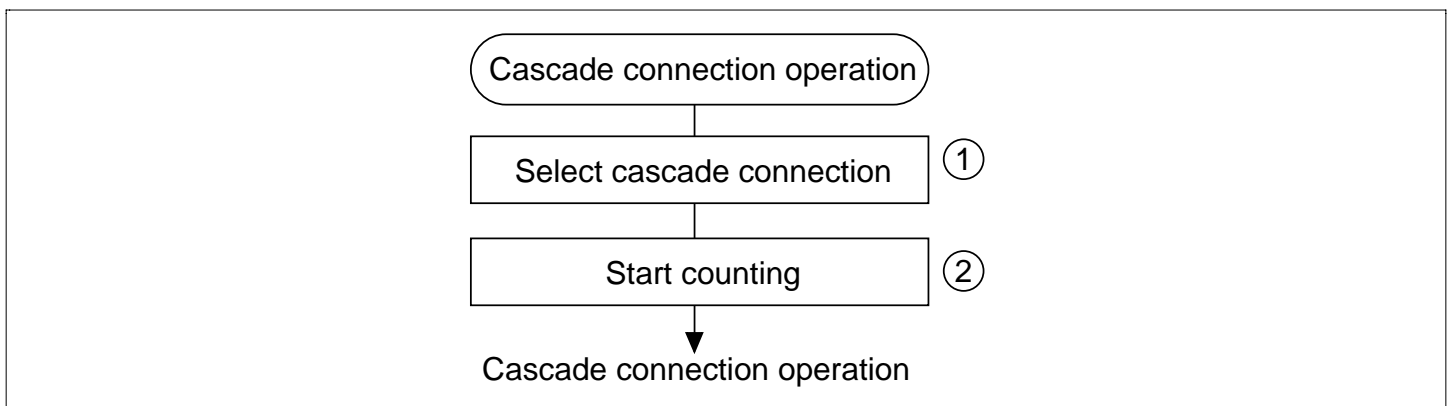 Cascade connection operation
Select cascade connection ①
Start counting ②
Cascade connection operation